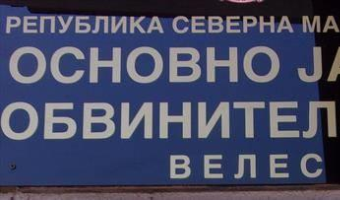 РЕПУБЛИКА СЕВЕРНА МА
ОСНОВНО ЈА
ОБВИНИТЕЛ
ВЕЛЕС